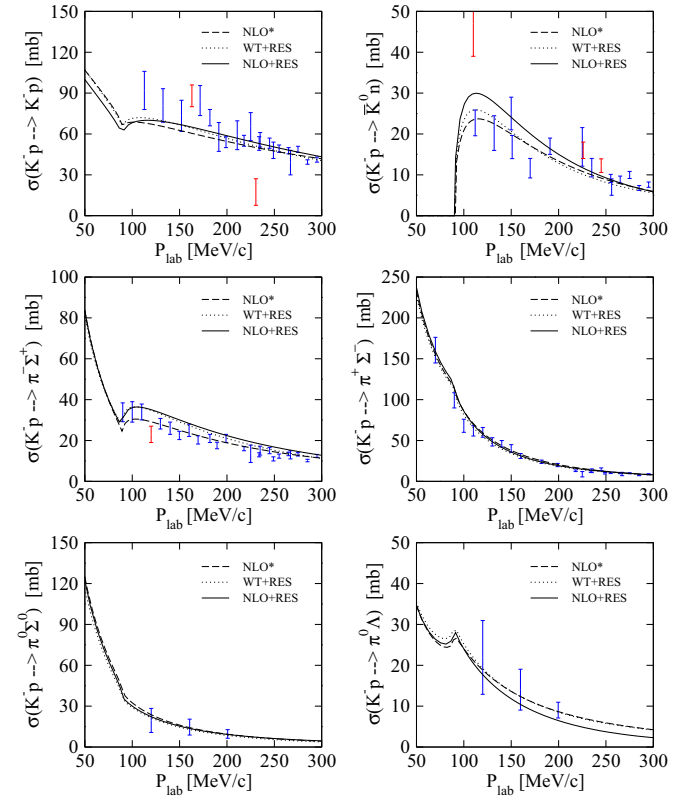 σ(K⁻p --> K⁻p) [mb]
150
120
90
60
30
0
NLO*
WT+RES
NLO+RES
50 100 150 200 250 300
P_lab [MeV/c]
σ(K⁻p --> K̄⁰n) [mb]
50
40
30
20
10
0
NLO*
WT+RES
NLO+RES
50 100 150 200 250 300
P_lab [MeV/c]
σ(K⁻p --> π⁻Σ⁺) [mb]
100
80
60
40
20
0
NLO*
WT+RES
NLO+RES
50 100 150 200 250 300
P_lab [MeV/c]
σ(K⁻p --> π⁺Σ⁻) [mb]
250
200
150
100
50
0
NLO*
WT+RES
NLO+RES
50 100 150 200 250 300
P_lab [MeV/c]
σ(K⁻p --> π⁰Σ⁰) [mb]
150
120
90
60
30
0
NLO*
WT+RES
NLO+RES
50 100 150 200 250 300
P_lab [MeV/c]
σ(K⁻p --> π⁰Λ) [mb]
50
40
30
20
10
0
NLO*
WT+RES
NLO+RES
50 100 150 200 250 300
P_lab [MeV/c]